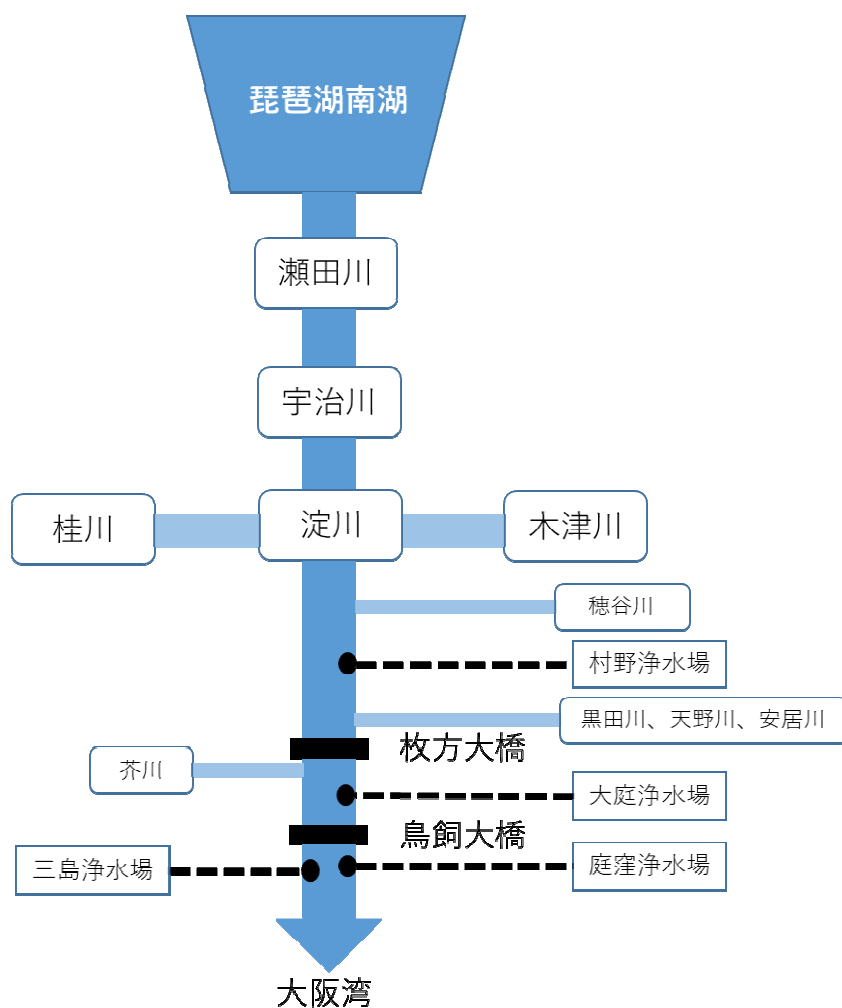 琵琶湖南湖
瀬田川
宇治川
桂川
淀川
木津川
穂谷川
村野浄水場
黒田川、天野川、安居川
枚方大橋
芥川
大庭浄水場
鳥飼大橋
三島浄水場
庭窪浄水場
大阪湾